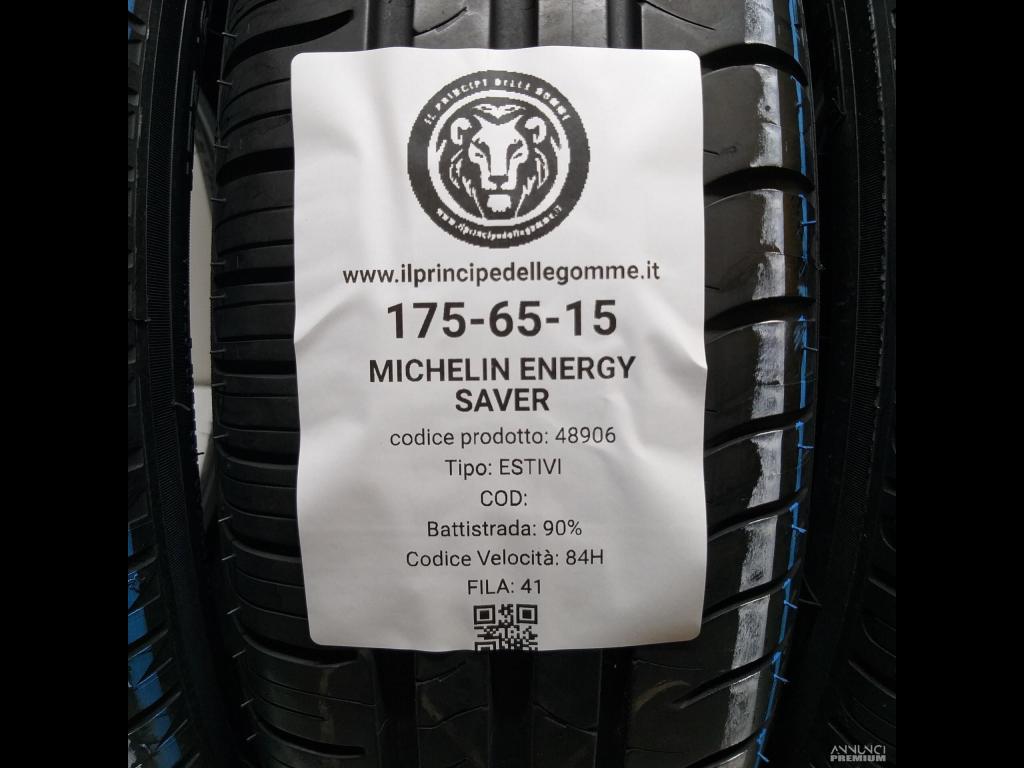 IL PRINCIPE DELLE GOMME
www.ilprincipedellegomme.it
www.ilprincipedellegomme.it
175-65-15
MICHELIN ENERGY
SAVER
codice prodotto: 48906
Tipo: ESTIVI
COD:
Battistrada: 90%
Codice Velocità: 84H
FILA: 41
ANNUNCI
PREMIUM